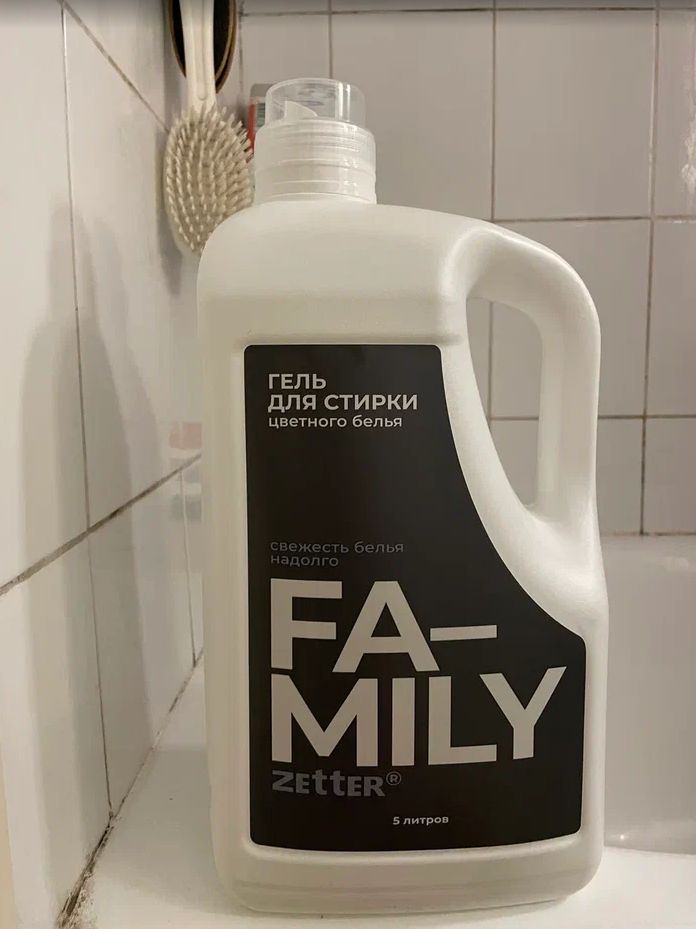 ГЕЛЬ
ДЛЯ СТИРКИ
цветного белья
свежесть белья
надолго
FA–
MILY
ZEttER®
5 литров